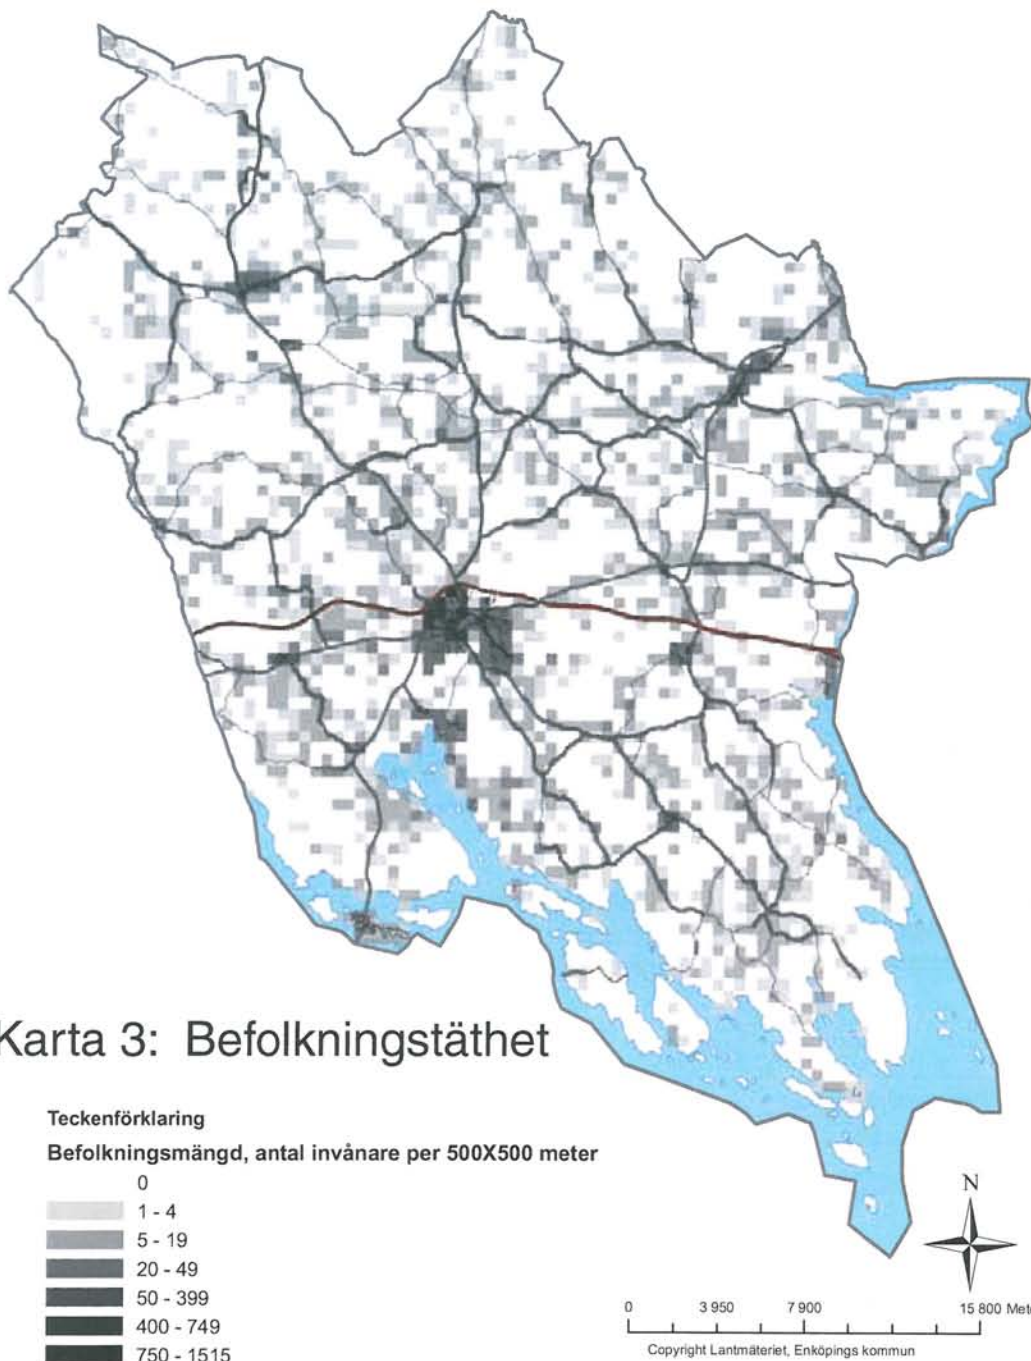 Karta 3: Befolkningstäthet
Teckenförklaring
Befolkningsmängd, antal invånare per 500X500 meter
0
1 - 4
5 - 19
20 - 49
50 - 399
400 - 749
750 - 1515
N
0 3 950 7 900 15 800 Mete
Copyright Lantmäteriet, Enköpings kommun